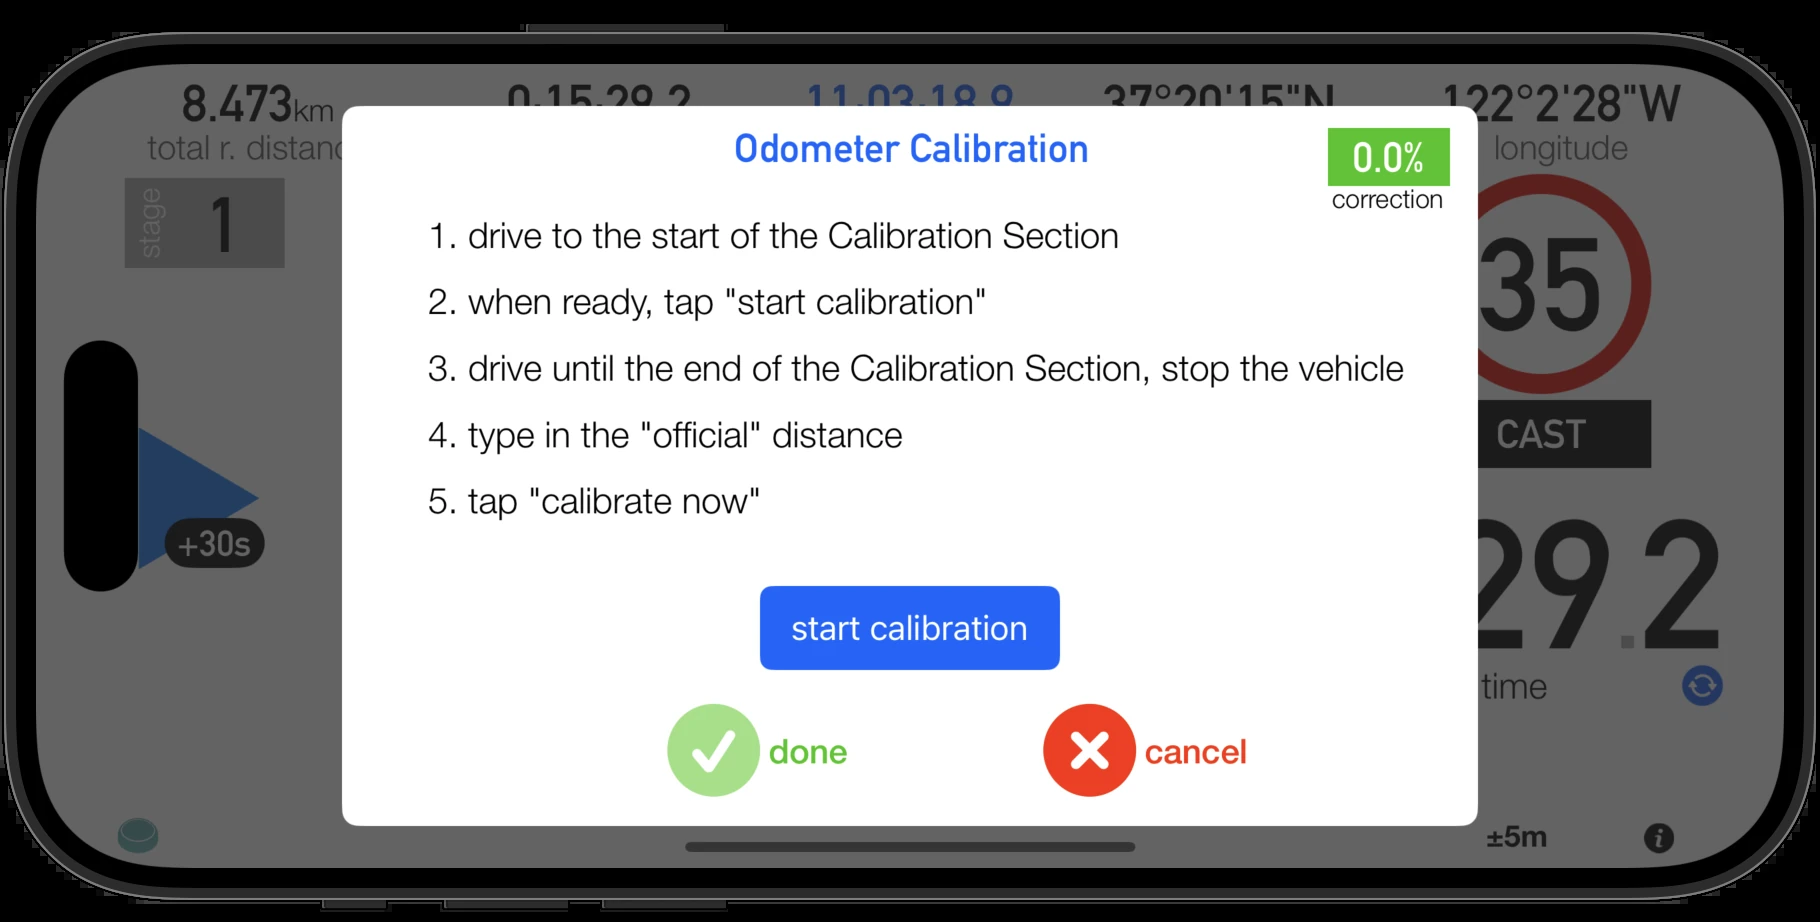 8.473km
0:15:29.2
11:03:18.9
37°20'15"N
122°2'28"W
total r. distanc
longitude
Odometer Calibration
0.0%
correction
stage
1
35
1. drive to the start of the Calibration Section
2. when ready, tap "start calibration"
3. drive until the end of the Calibration Section, stop the vehicle
4. type in the "official" distance
5. tap "calibrate now"
CAST
+30s
29.2
time
start calibration
done
cancel
±5m
i